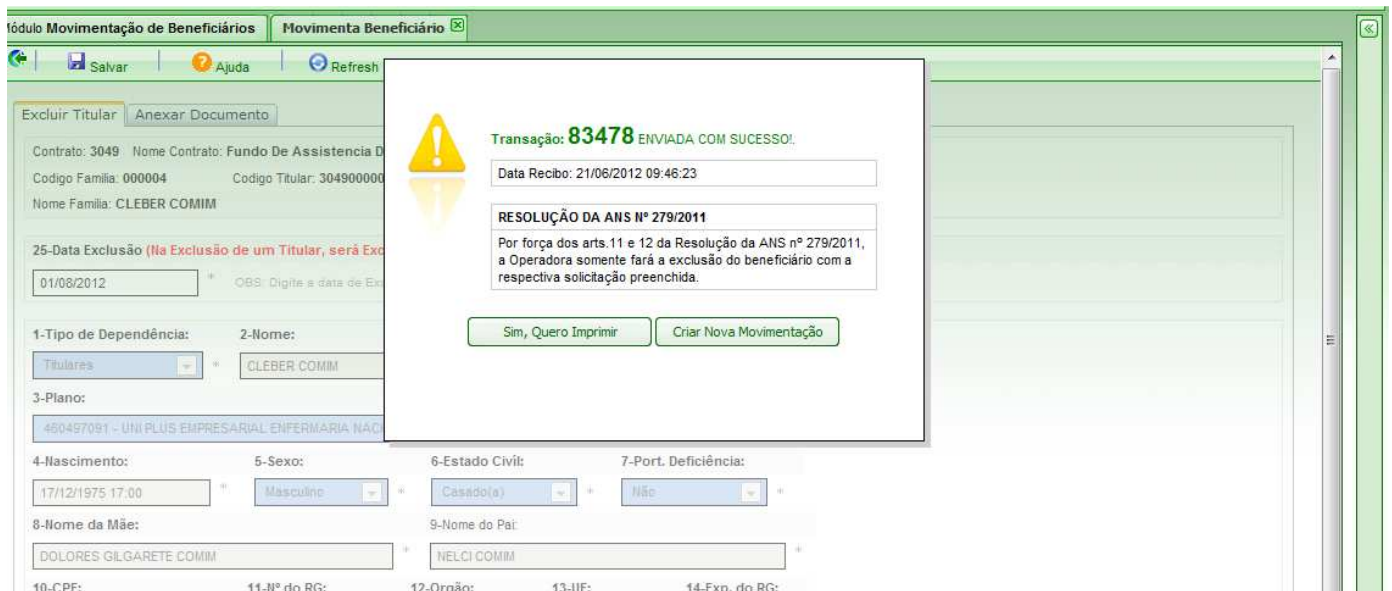 Módulo Movimentação de Beneficiários Movimenta Beneficiário
Salvar Ajuda Refresh
Excluir Titular Anexar Documento
Contrato: 3049 Nome Contrato: Fundo De Assistencia D
Codigo Familia: 000004 Codigo Titular: 304900000
Nome Familia: CLEBER COMIM
25-Data Exclusão (Na Exclusão de um Titular, será Exc
01/08/2012 * OBS: Digite a data de Ex
1-Tipo de Dependência: 2-Nome:
Titulares * CLEBER COMIM
3-Plano:
460497091 - UNI PLUS EMPRESARIAL ENFERMARIA NACI
4-Nascimento: 5-Sexo: 6-Estado Civil: 7-Port. Deficiência:
17/12/1975 17:00 * Masculino * Casado(a) * Não *
8-Nome da Mãe: 9-Nome do Pai:
DOLORES GILGARETE COMIM * NELCI COMIM *
10-CPF: 11-Nº do RG: 12-Orgão: 13-UF: 14-Exp. do RG:
Transação: 83478 ENVIADA COM SUCESSO!.
Data Recibo: 21/06/2012 09:46:23
RESOLUÇÃO DA ANS Nº 279/2011
Por força dos arts.11 e 12 da Resolução da ANS nº 279/2011,
a Operadora somente fará a exclusão do beneficiário com a
respectiva solicitação preenchida.
Sim, Quero Imprimir Criar Nova Movimentação